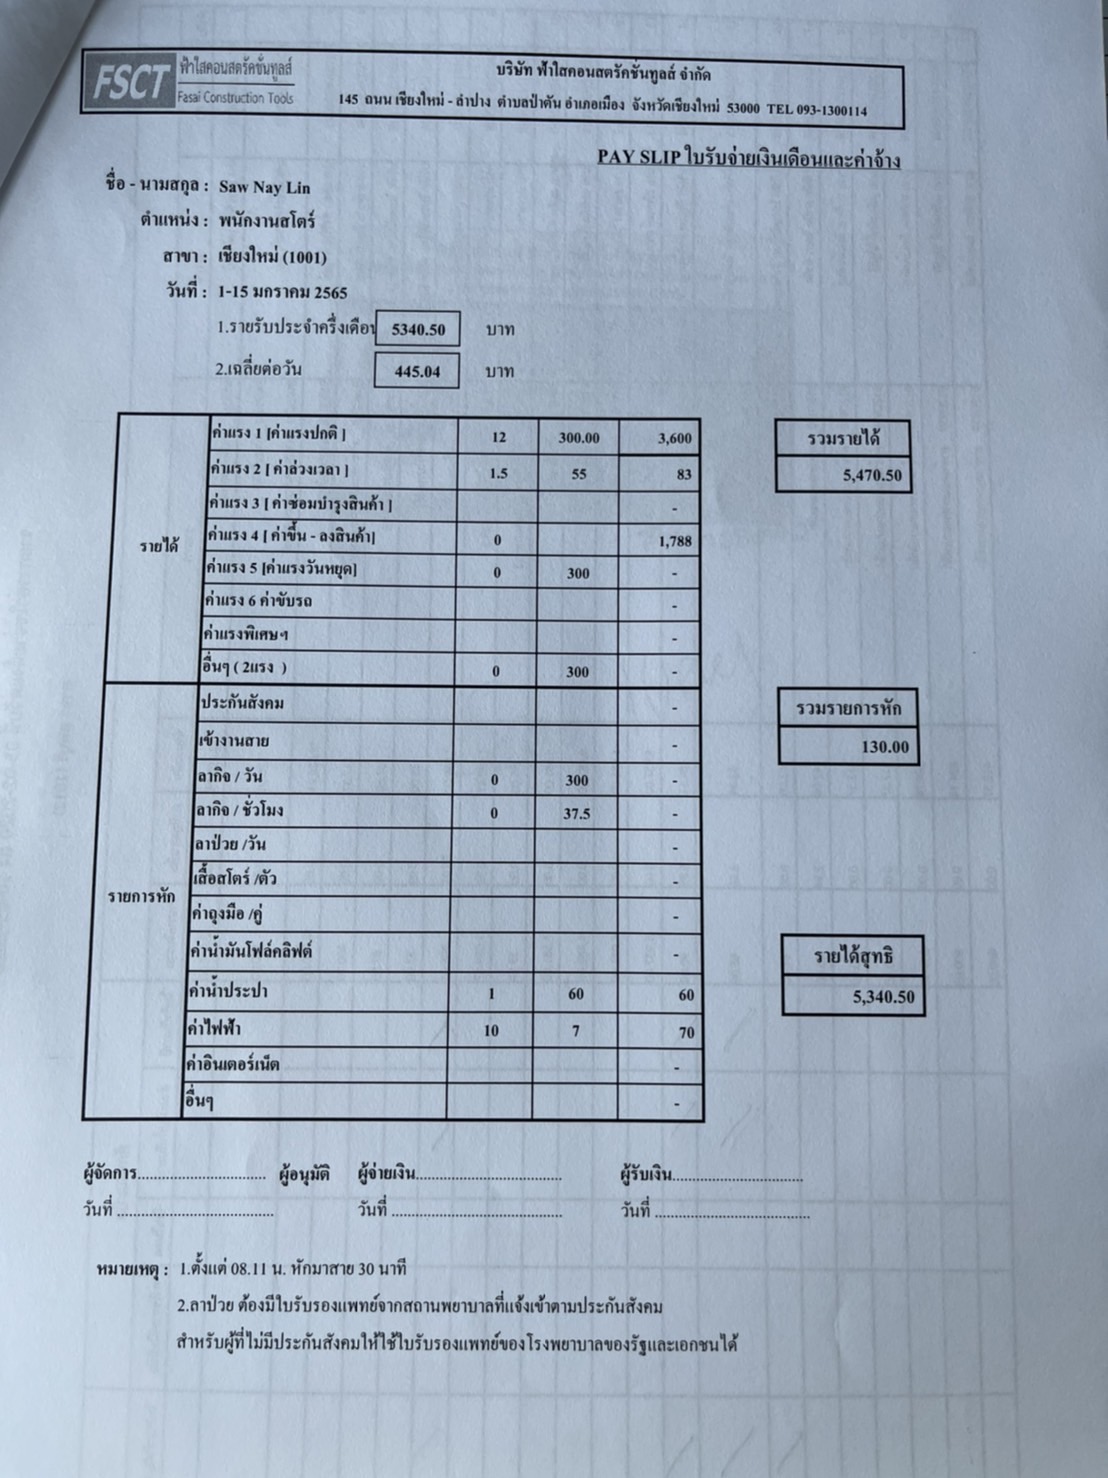 FSCT ฟ้าใสคอนสตรัคชั่นทูลส์
Fasai Construction Tools
บริษัท ฟ้าใสคอนสตรัคชั่นทูลส์ จำกัด
145 ถนน เชียงใหม่ - ลำปาง ตำบลป่าตัน อำเภอเมือง จังหวัดเชียงใหม่ 53000 TEL 093-1300114
PAY SLIP ใบรับจ่ายเงินเดือนและค่าจ้าง
ชื่อ - นามสกุล : Saw Nay Lin
ตำแหน่ง : พนักงานสโตร์
สาขา : เชียงใหม่ (1001)
วันที่ : 1-15 มกราคม 2565
1.รายรับประจำครึ่งเดือน 5340.50 บาท
2.เฉลี่ยต่อวัน 445.04 บาท
รายได้
ค่าแรง 1 [ค่าแรงปกติ ] 12 300.00 3,600
ค่าแรง 2 [ ค่าล่วงเวลา ] 1.5 55 83
ค่าแรง 3 [ ค่าซ่อมบำรุงสินค้า ] -
ค่าแรง 4 [ ค่าขึ้น - ลงสินค้า] 0 1,788
ค่าแรง 5 [ค่าแรงวันหยุด] 0 300 -
ค่าแรง 6 ค่าขับรถ -
ค่าแรงพิเศษฯ -
อื่นๆ ( 2แรง ) 0 300 -
รวมรายได้
5,470.50
รายการหัก
ประกันสังคม -
เข้างานสาย -
ลากิจ / วัน 0 300 -
ลากิจ / ชั่วโมง 0 37.5 -
ลาป่วย /วัน -
เสื้อสโตร์ /ตัว -
ค่าถุงมือ /คู่ -
ค่าน้ำมันโฟล์คลิฟต์ -
ค่าน้ำประปา 1 60 60
ค่าไฟฟ้า 10 7 70
ค่าอินเตอร์เน็ต -
อื่นๆ -
รวมรายการหัก
130.00
รายได้สุทธิ
5,340.50
ผู้จัดการ................................ ผู้อนุมัติ ผู้จ่ายเงิน..................................... ผู้รับเงิน.................................
วันที่ ....................................... วันที่ ........................................... วันที่ .......................................
หมายเหตุ : 1.ตั้งแต่ 08.11 น. หักมาสาย 30 นาที
2.ลาป่วย ต้องมีใบรับรองแพทย์จากสถานพยาบาลที่แจ้งเข้าตามประกันสังคม
สำหรับผู้ที่ไม่มีประกันสังคมให้ใช้ใบรับรองแพทย์ของโรงพยาบาลของรัฐและเอกชนได้